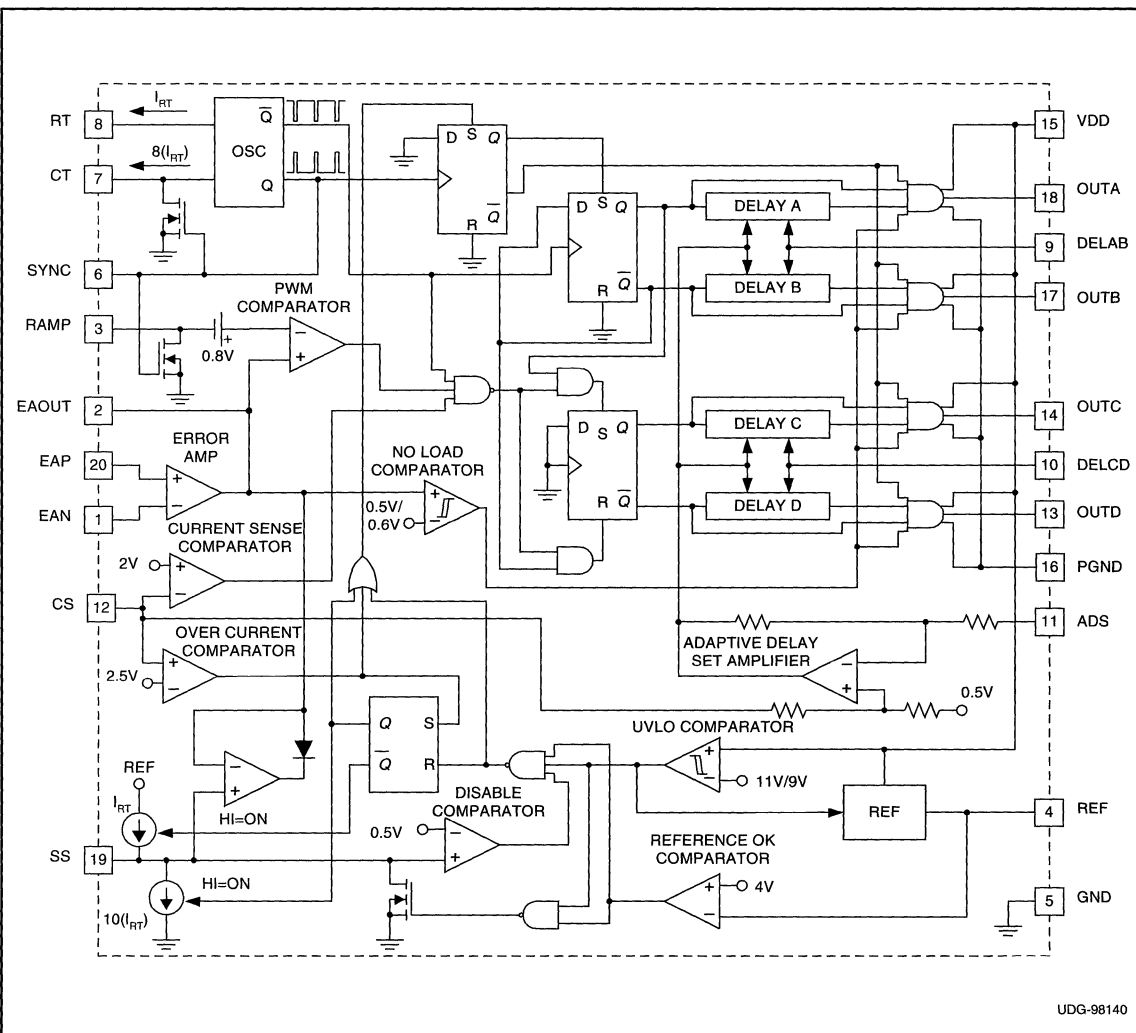 RT
8
I_RT
CT
7
8(I_RT)
OSC
Q̅
Q
SYNC
6
RAMP
3
0.8V
PWM
COMPARATOR
−
+
EAOUT
2
ERROR
AMP
EAP
20
EAN
1
+
−
CURRENT SENSE
COMPARATOR
2V
+
−
CS
12
OVER CURRENT
COMPARATOR
2.5V
+
−
NO LOAD
COMPARATOR
0.5V/
0.6V
+
−
D S Q
Q̅
R
D S Q
R Q̅
D S Q
R Q̅
DELAY A
DELAY B
DELAY C
DELAY D
15
VDD
18
OUTA
9
DELAB
17
OUTB
14
OUTC
10
DELCD
13
OUTD
16
PGND
11
ADS
ADAPTIVE DELAY
SET AMPLIFIER
−
+
0.5V
Q S
Q̅ R
UVLO COMPARATOR
+
−
11V/9V
REF
4
REF
REF
I_RT
−
+
HI=ON
DISABLE
COMPARATOR
0.5V
−
+
REFERENCE OK
COMPARATOR
+
4V
−
SS
19
HI=ON
10(I_RT)
5
GND
UDG-98140